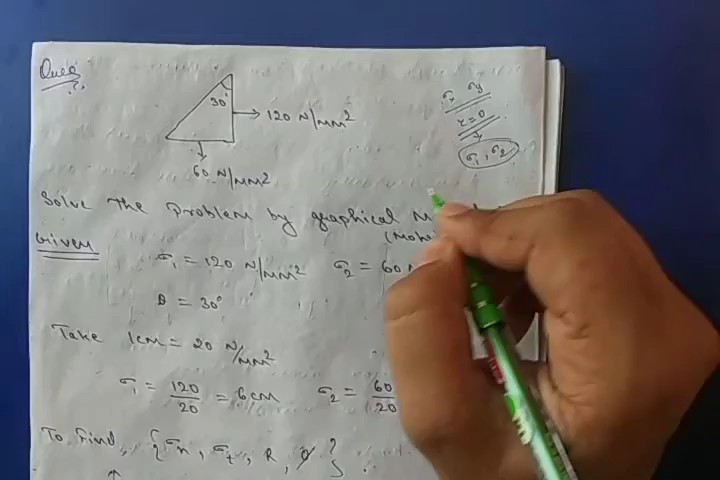 Ques
?
30°
120 N/mm²
60 N/mm²
σx σy
τ = 0
σ1, σ2
Solve The Problem by graphical M
(Mohr
Given
σ1 = 120 N/mm² σ2 = 60
θ = 30°
Take 1cm = 20 N/mm²
σ1 = 120/20 = 6cm σ2 = 60/20
To Find, {σn, σt, R, φ}